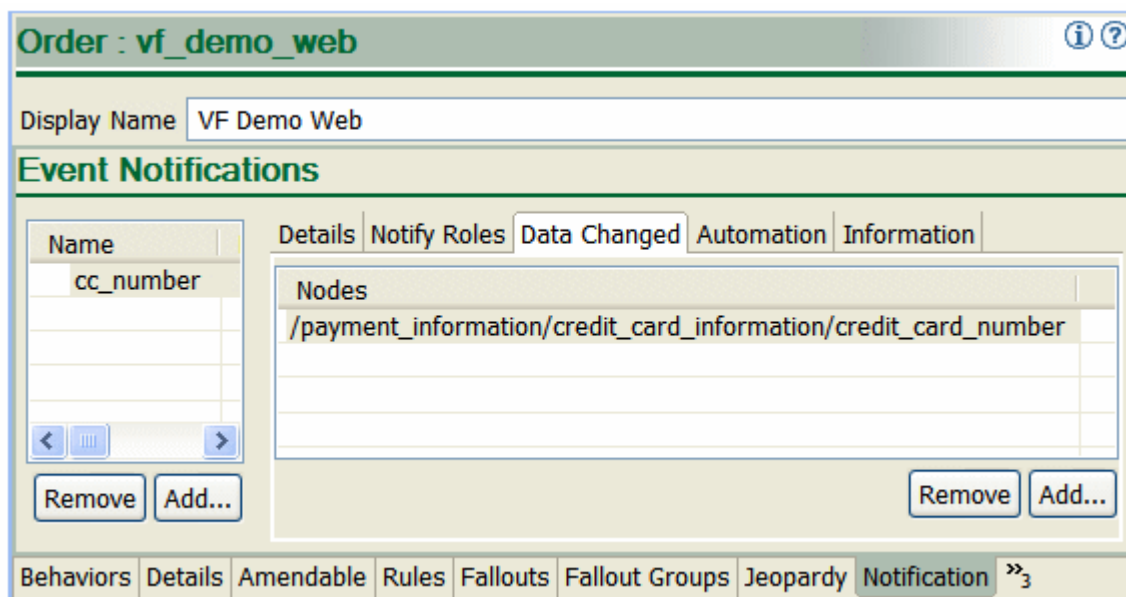 Order : vf_demo_web
Display Name VF Demo Web
Event Notifications
Name
cc_number
Details Notify Roles Data Changed Automation Information
Nodes
/payment_information/credit_card_information/credit_card_number
Remove Add...
Remove Add...
Behaviors Details Amendable Rules Fallouts Fallout Groups Jeopardy Notification »3